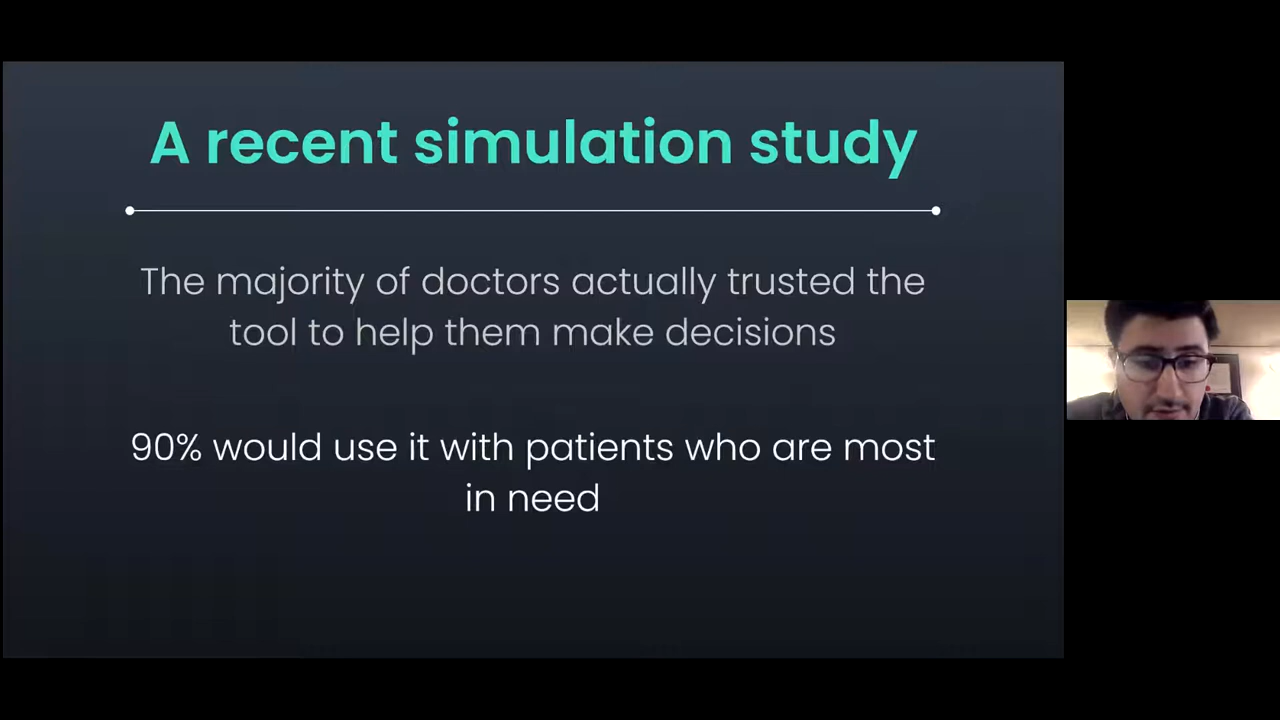 A recent simulation study
The majority of doctors actually trusted the
tool to help them make decisions
90% would use it with patients who are most
in need